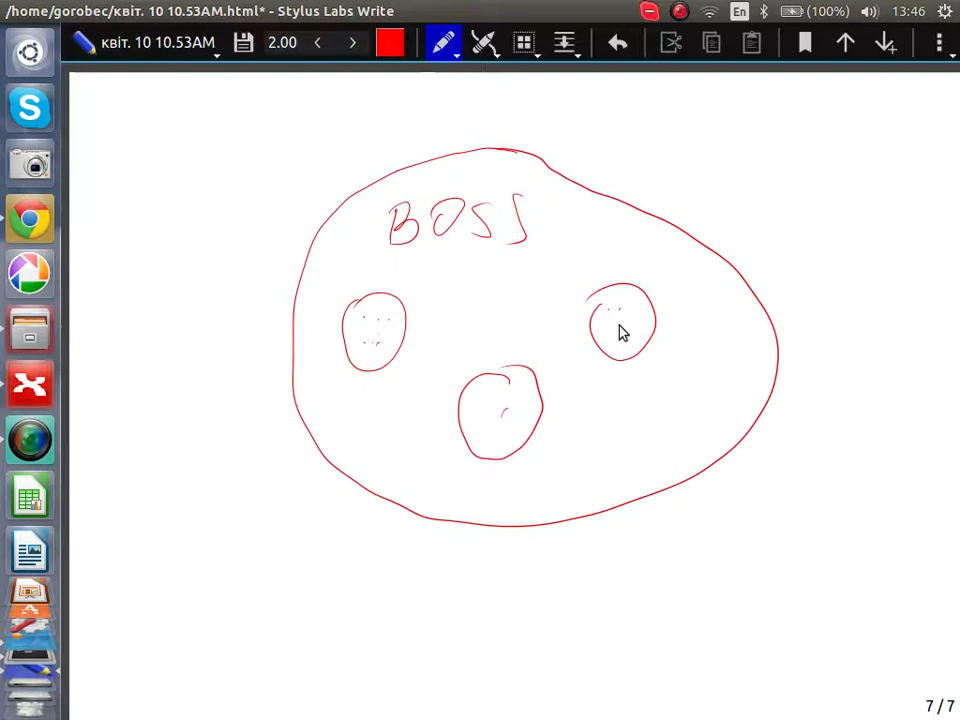 /home/gorobec/квіт. 10 10.53AM.html* - Stylus Labs Write
En
(100%)
13:46
квіт. 10 10.53AM
2.00
BOSS
7 / 7